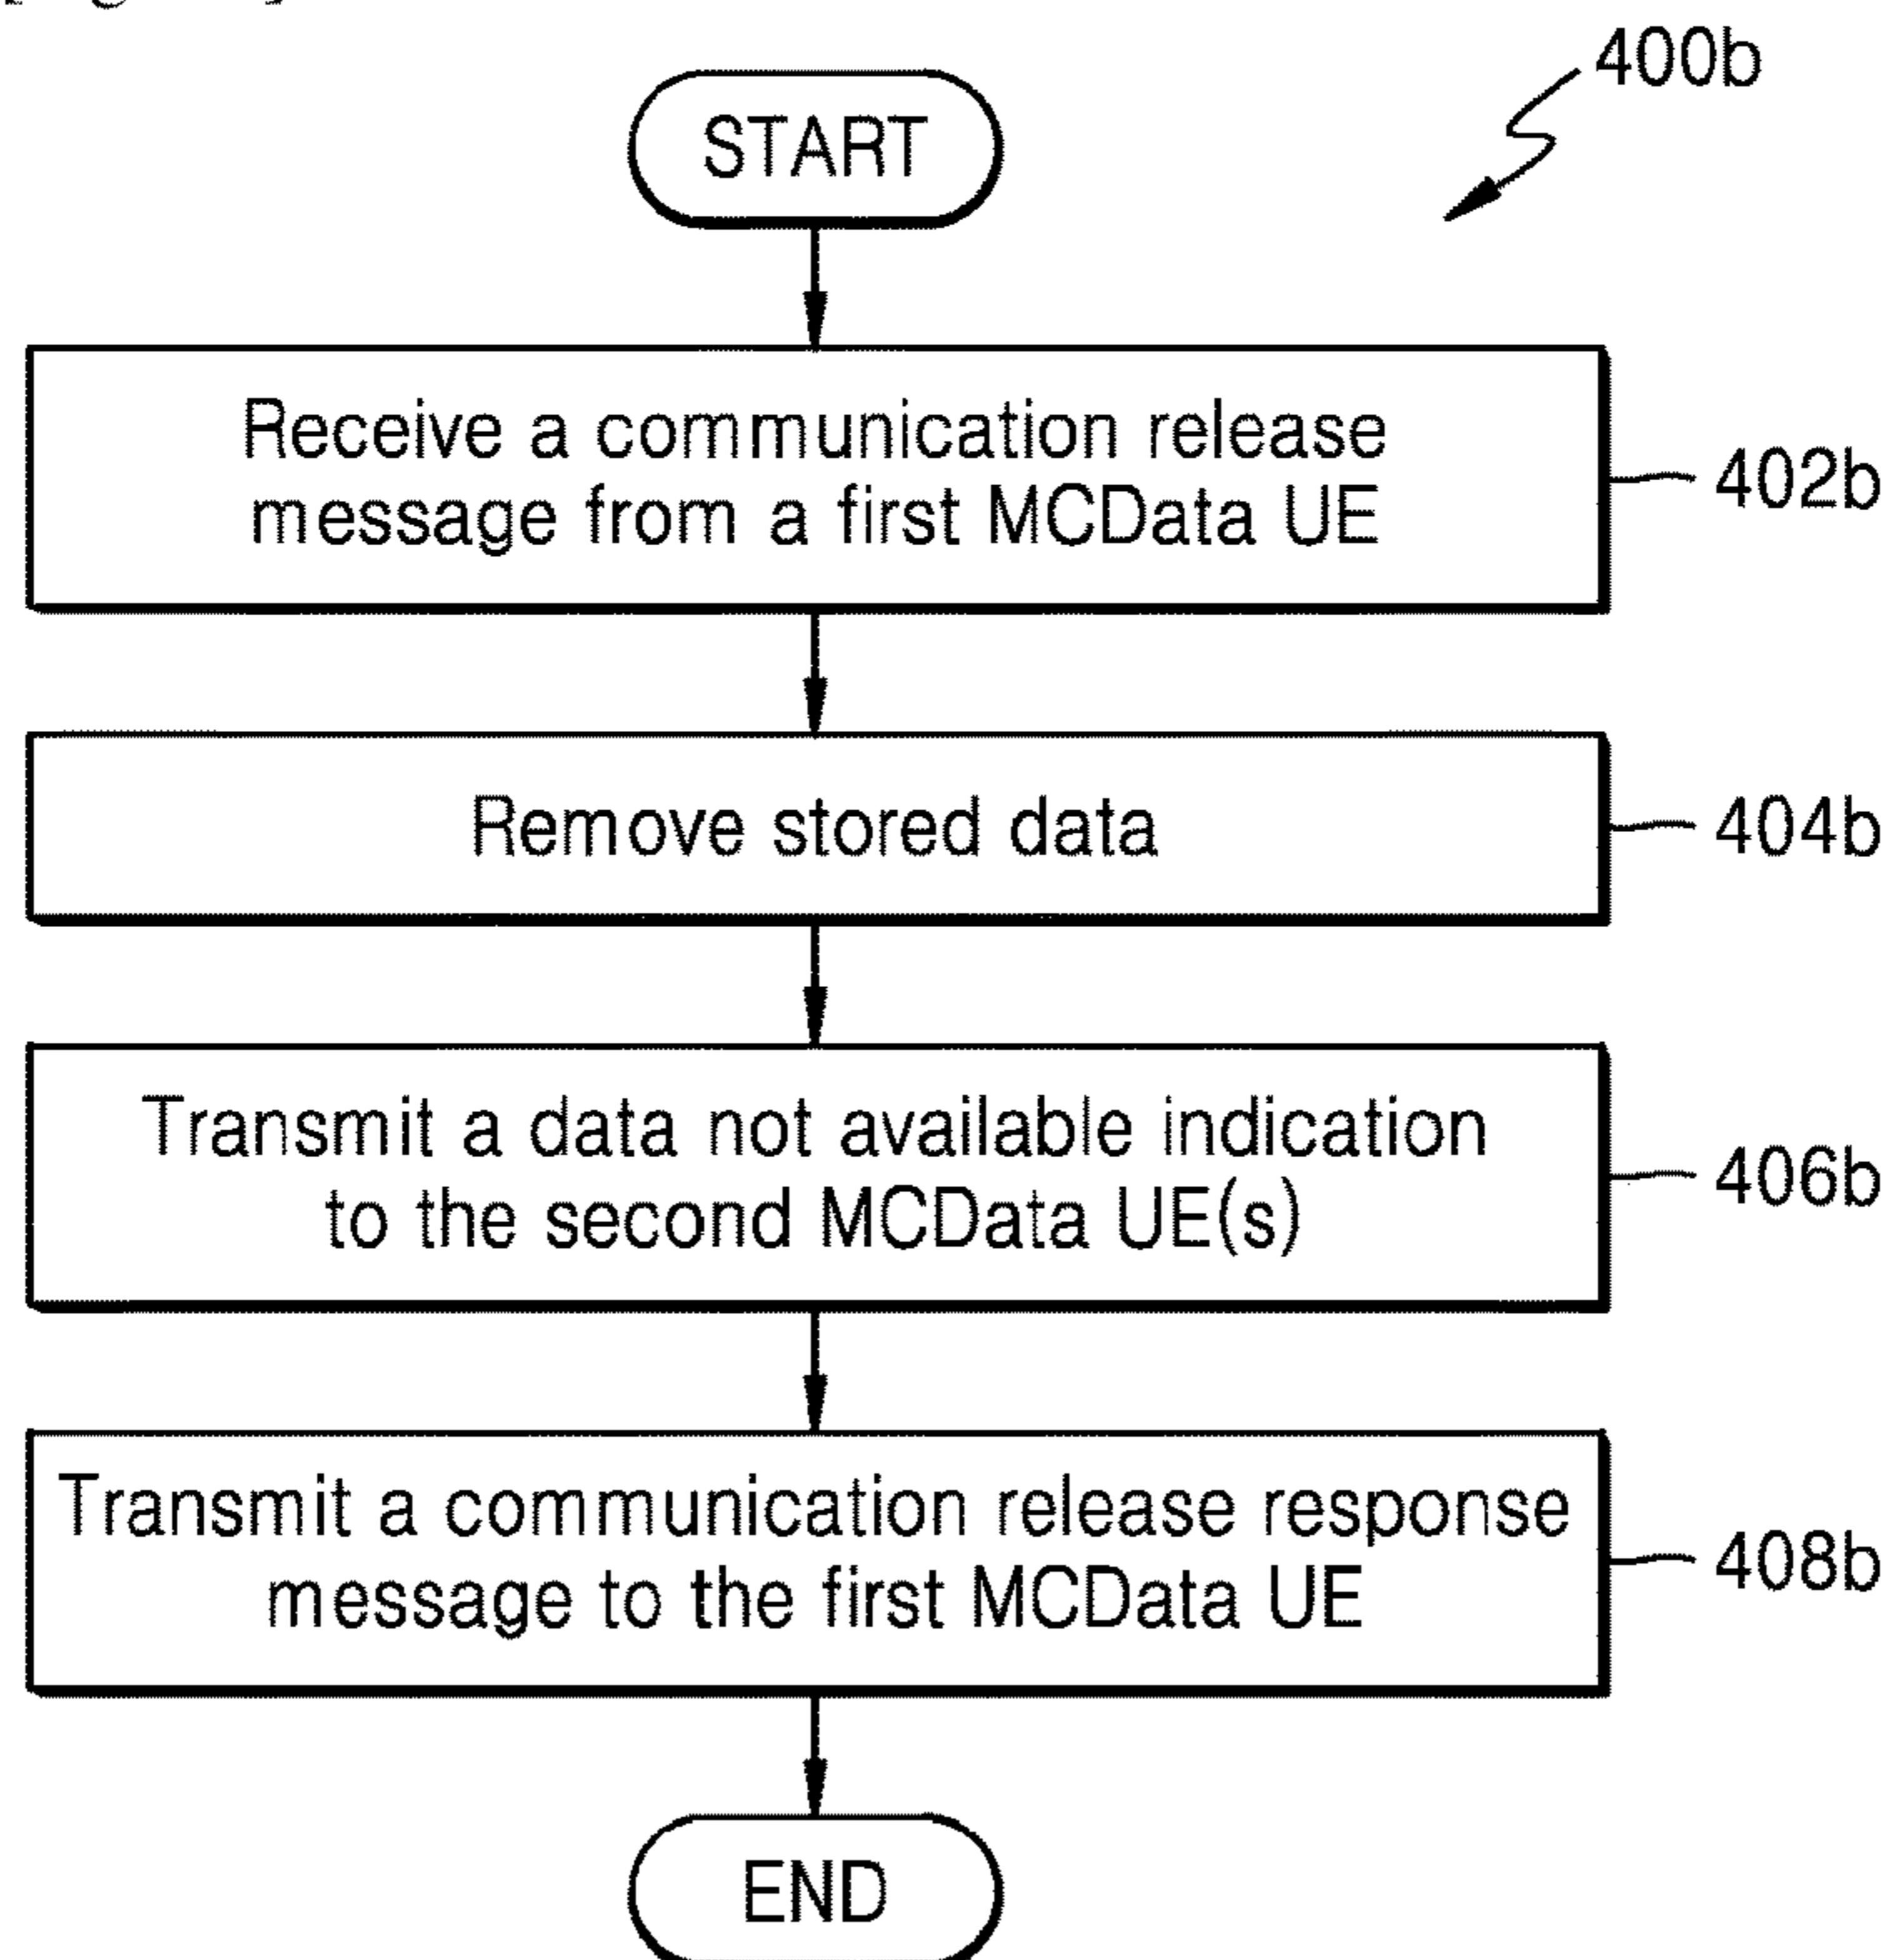 400b
START
Receive a communication release
message from a first MCData UE
402b
Remove stored data
404b
Transmit a data not available indication
to the second MCData UE(s)
406b
Transmit a communication release response
message to the first MCData UE
408b
END